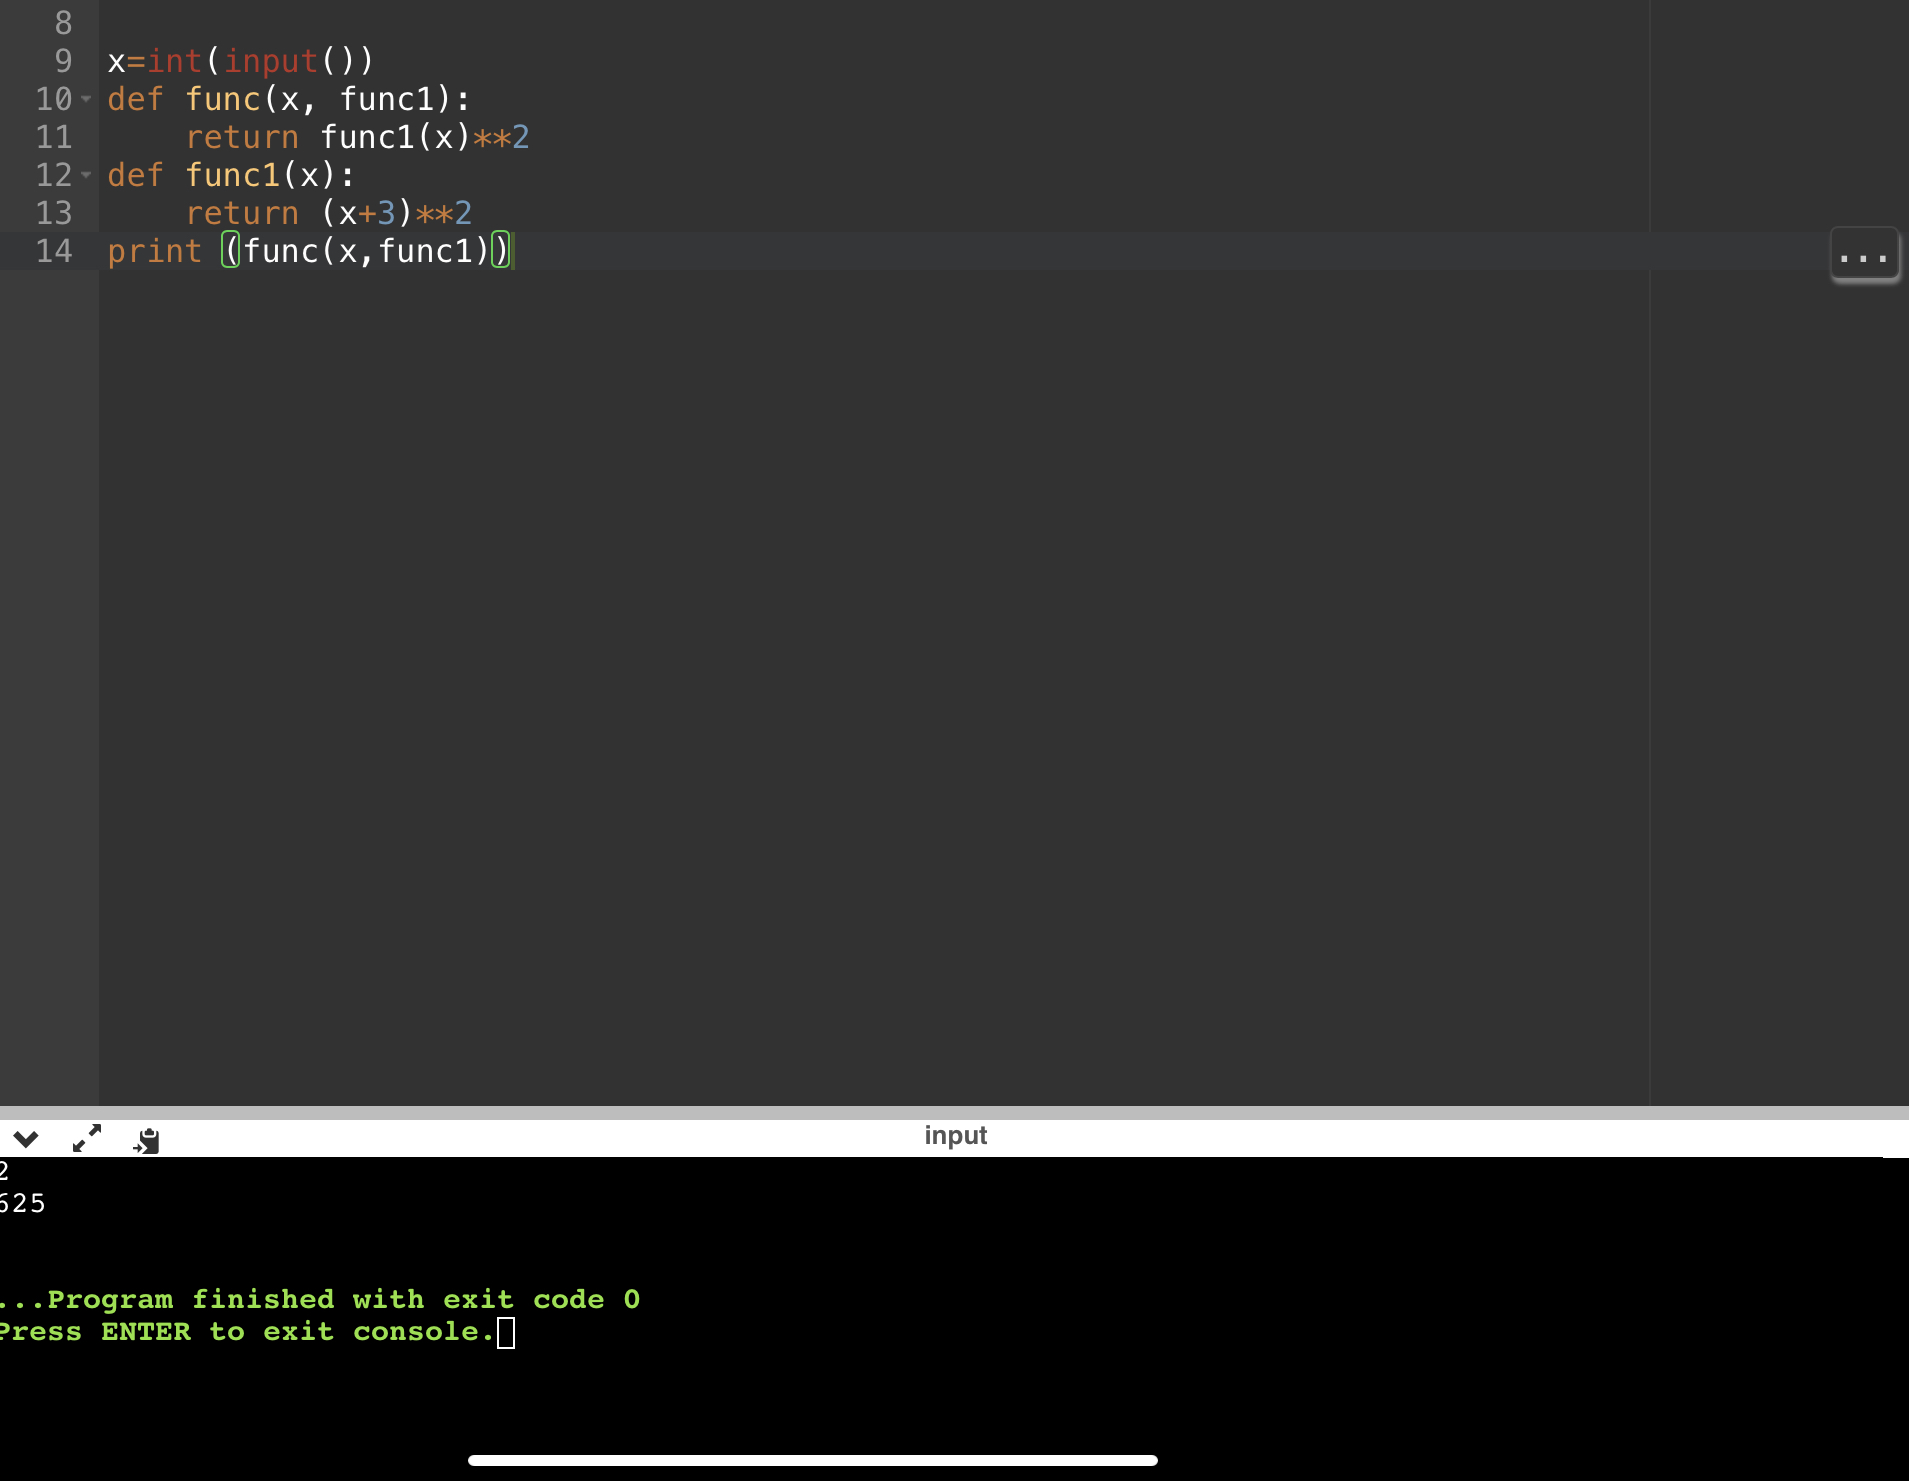 8
9 x=int(input())
10 def func(x, func1):
11     return func1(x)**2
12 def func1(x):
13     return (x+3)**2
14 print (func(x,func1))
...
input
2
625
...Program finished with exit code 0
Press ENTER to exit console.